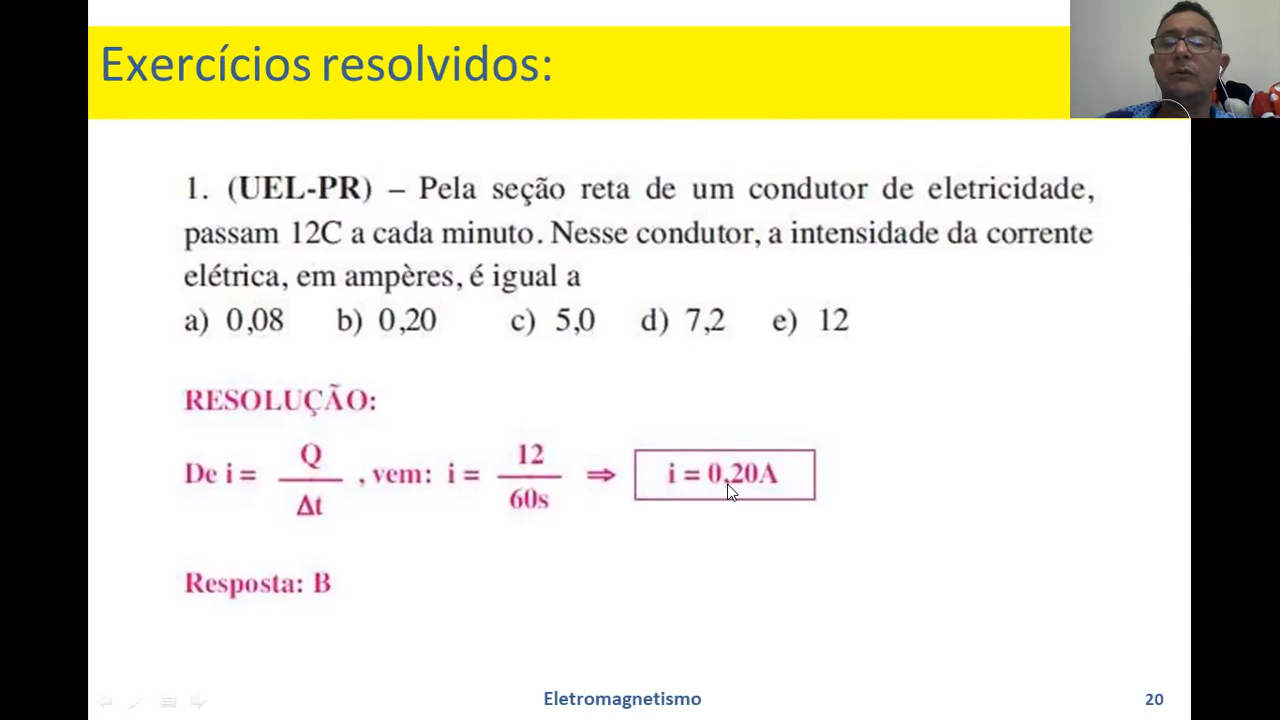 Exercícios resolvidos:
1. (UEL-PR) – Pela seção reta de um condutor de eletricidade,
passam 12C a cada minuto. Nesse condutor, a intensidade da corrente
elétrica, em ampères, é igual a
a) 0,08 b) 0,20 c) 5,0 d) 7,2 e) 12
RESOLUÇÃO:
De i = Q / Δt , vem: i = 12 / 60s ⇒ i = 0,20A
Resposta: B
Eletromagnetismo 20